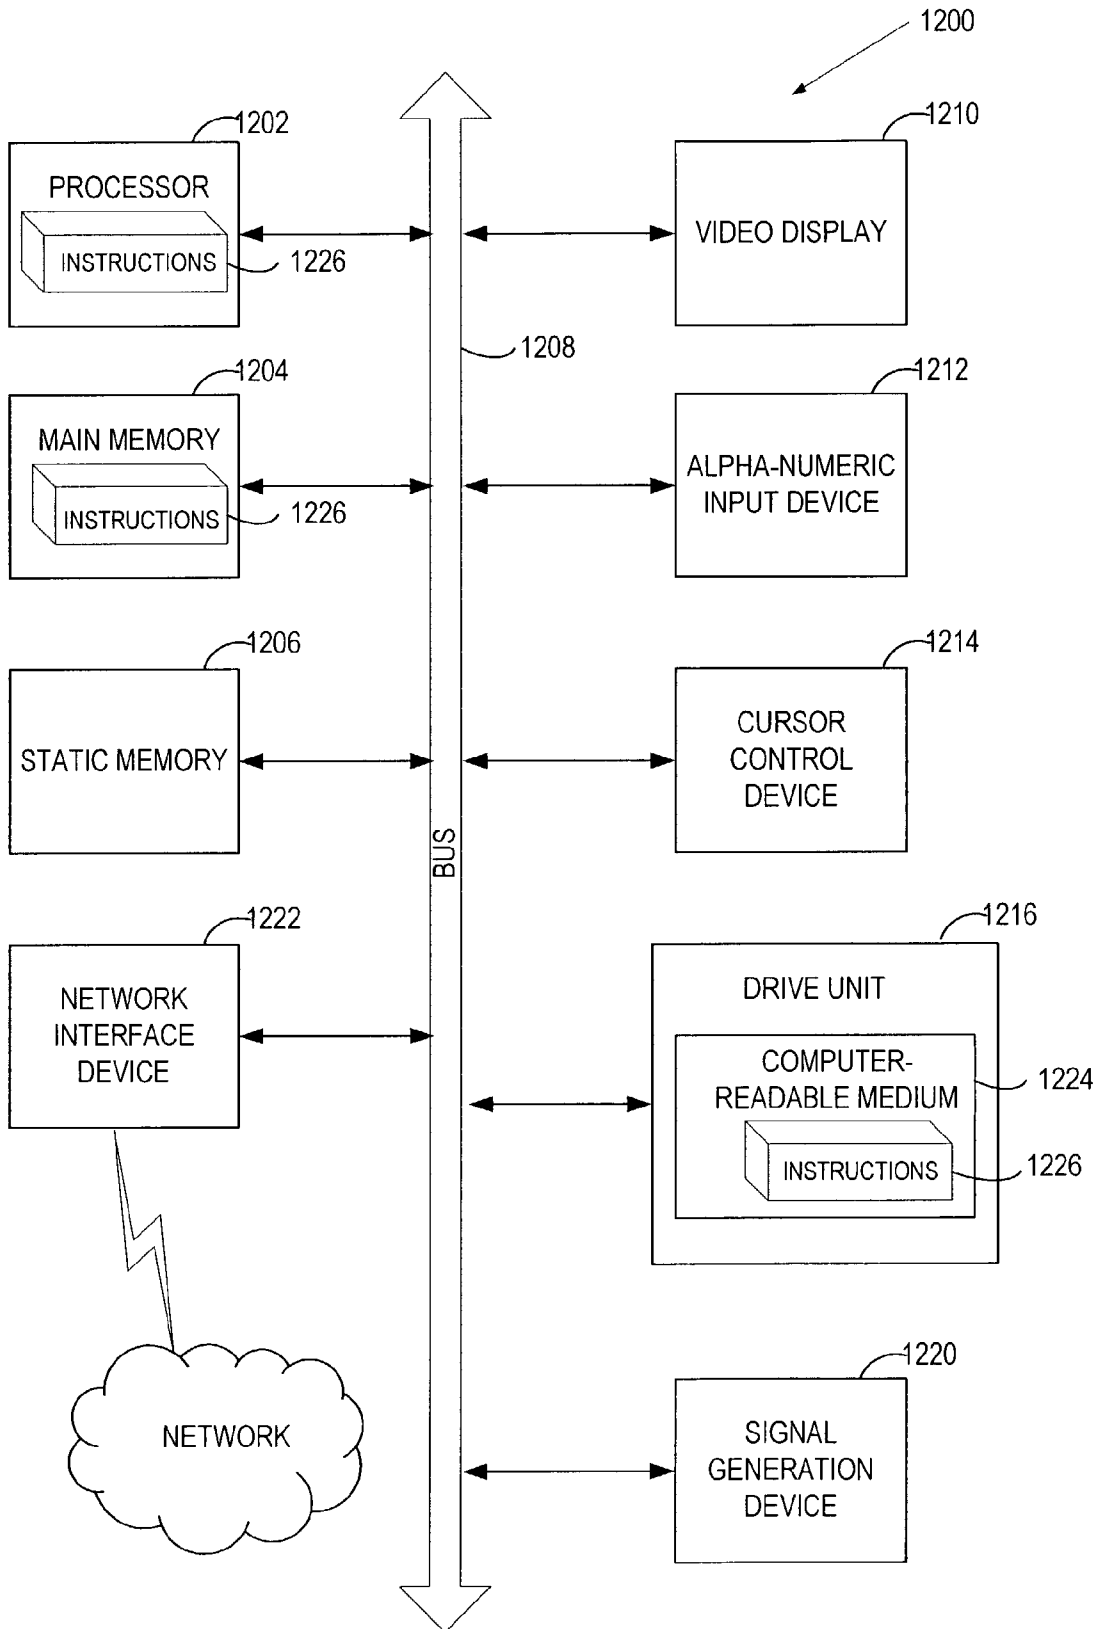 1200
1202
PROCESSOR
INSTRUCTIONS
1226
1210
VIDEO DISPLAY
1208
1204
MAIN MEMORY
INSTRUCTIONS
1226
1212
ALPHA-NUMERIC
INPUT DEVICE
1206
STATIC MEMORY
1214
CURSOR
CONTROL
DEVICE
BUS
1222
NETWORK
INTERFACE
DEVICE
1216
DRIVE UNIT
COMPUTER-
READABLE MEDIUM
1224
INSTRUCTIONS
1226
NETWORK
1220
SIGNAL
GENERATION
DEVICE